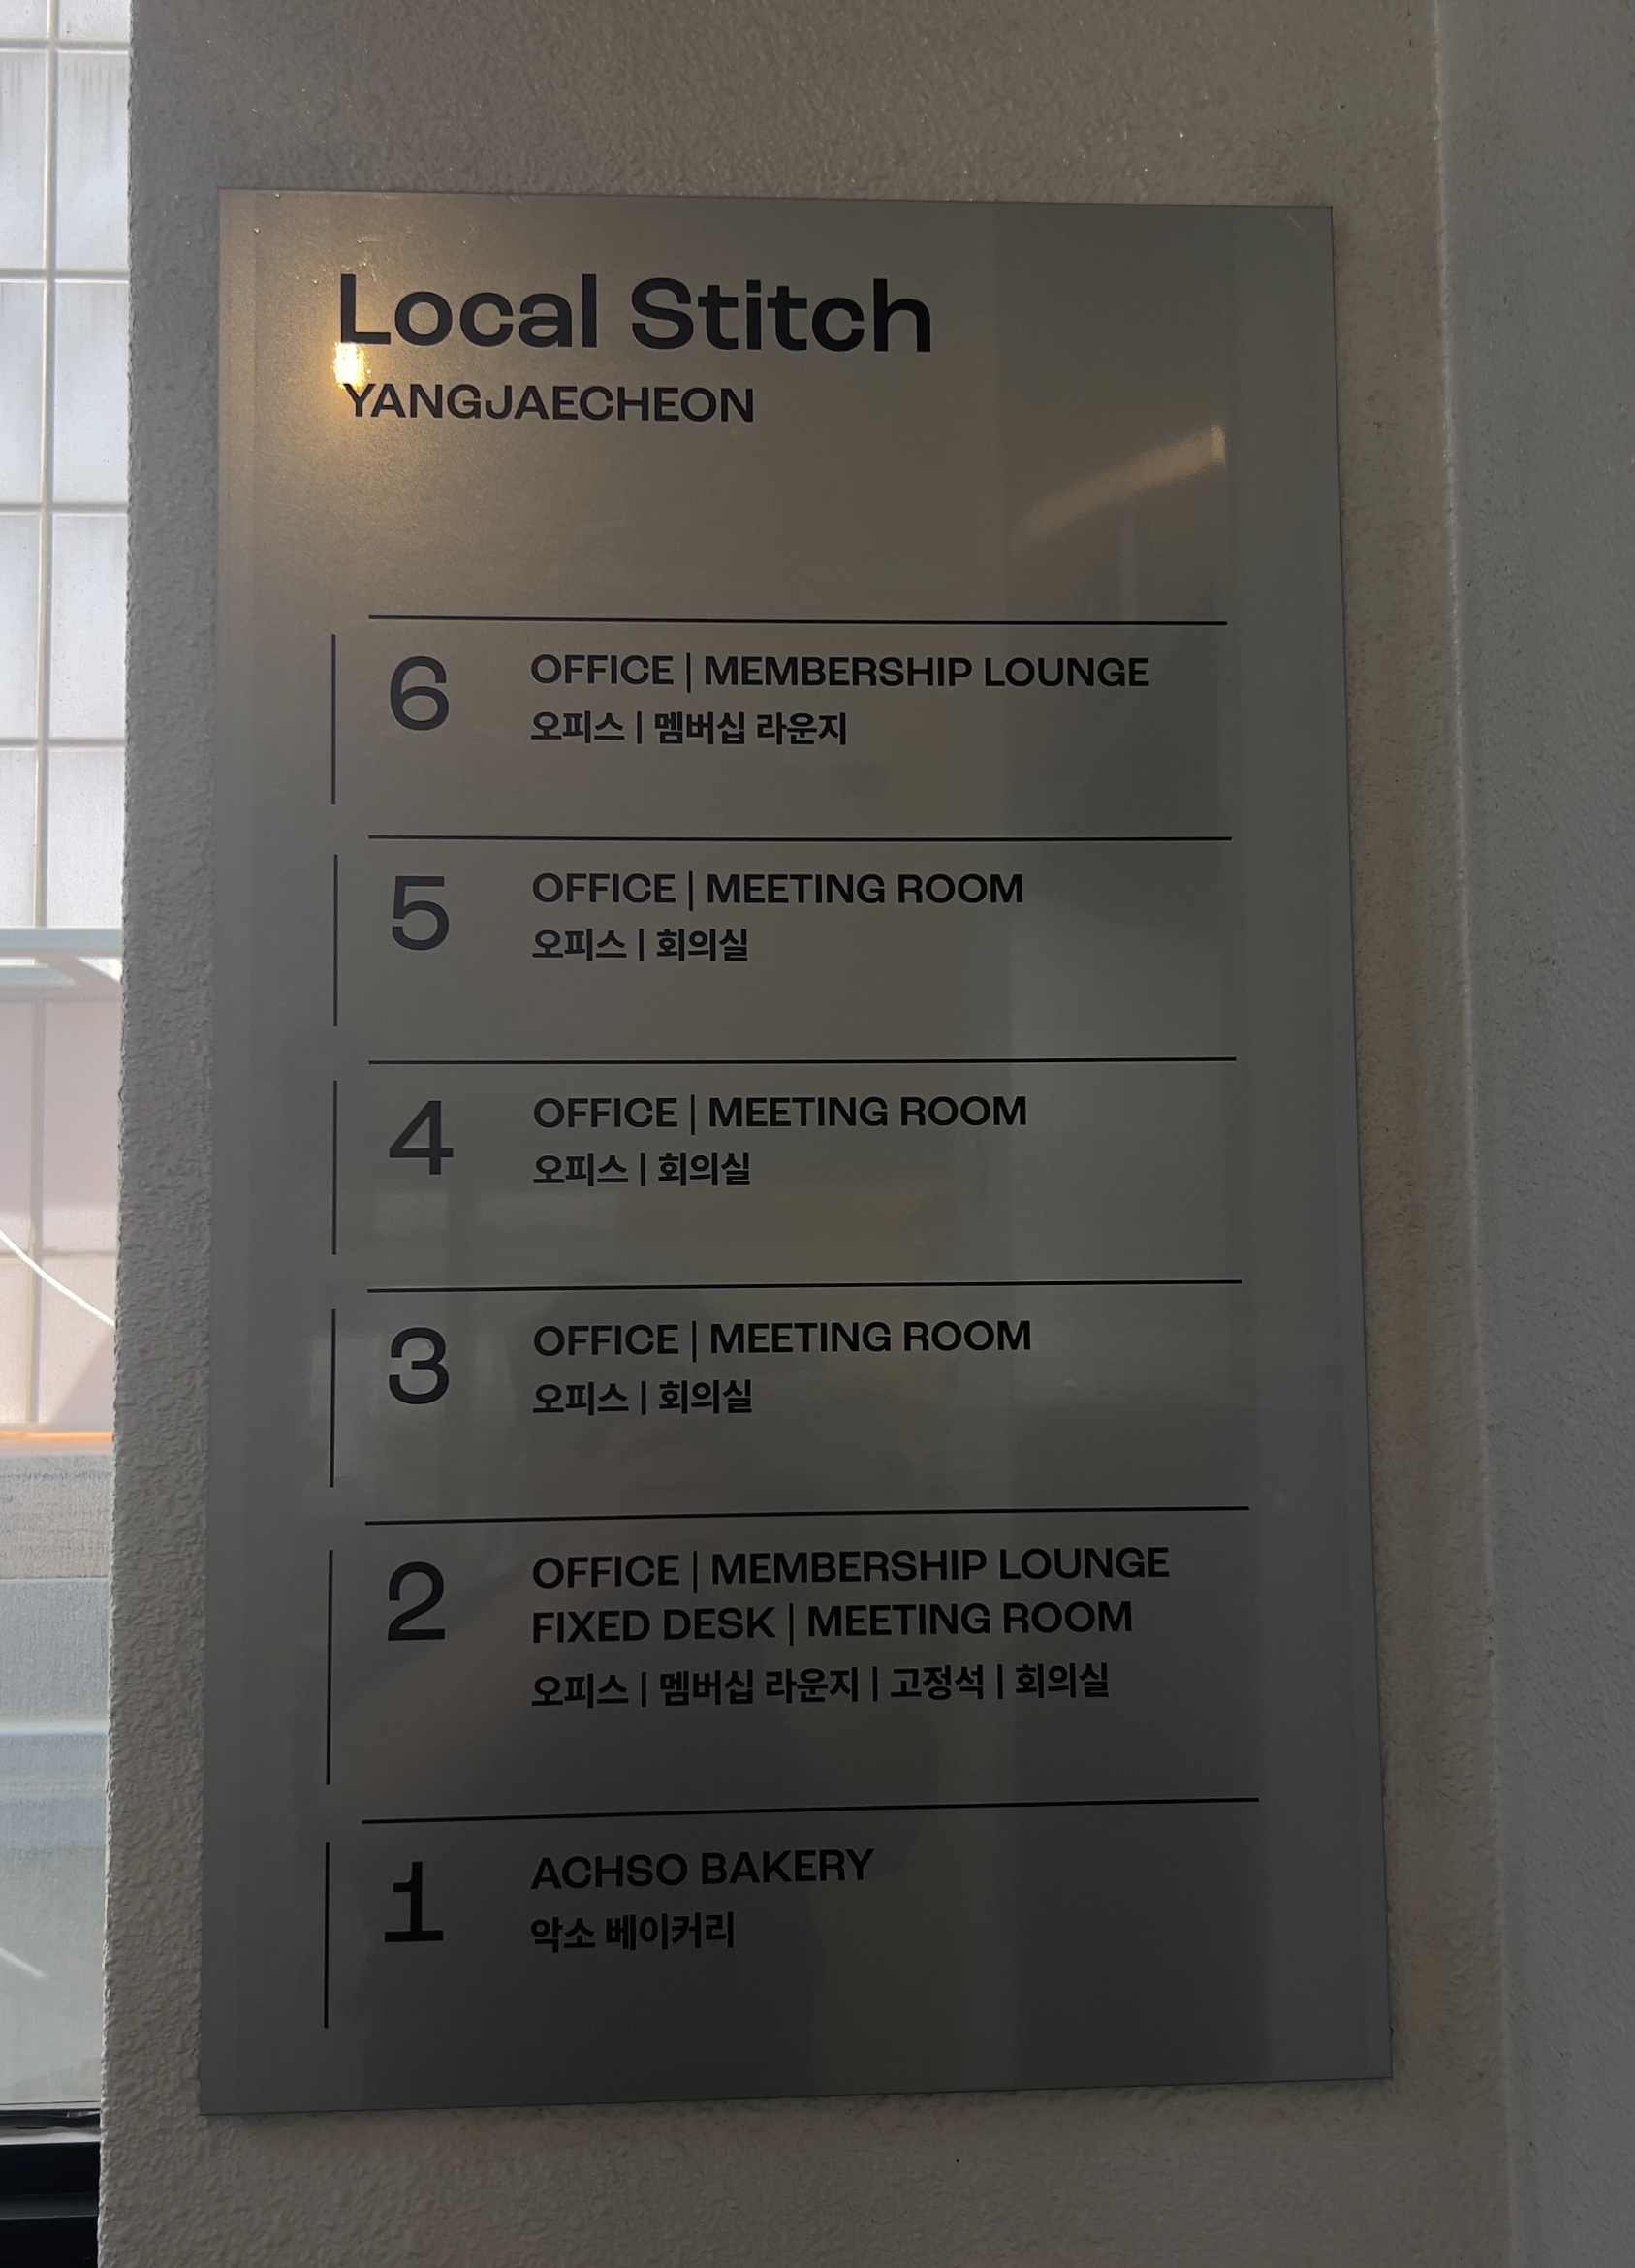 Local Stitch
YANGJAECHEON
6
OFFICE | MEMBERSHIP LOUNGE
오피스 | 멤버십 라운지
5
OFFICE | MEETING ROOM
오피스 | 회의실
4
OFFICE | MEETING ROOM
오피스 | 회의실
3
OFFICE | MEETING ROOM
오피스 | 회의실
2
OFFICE | MEMBERSHIP LOUNGE
FIXED DESK | MEETING ROOM
오피스 | 멤버십 라운지 | 고정석 | 회의실
1
ACHSO BAKERY
악소 베이커리